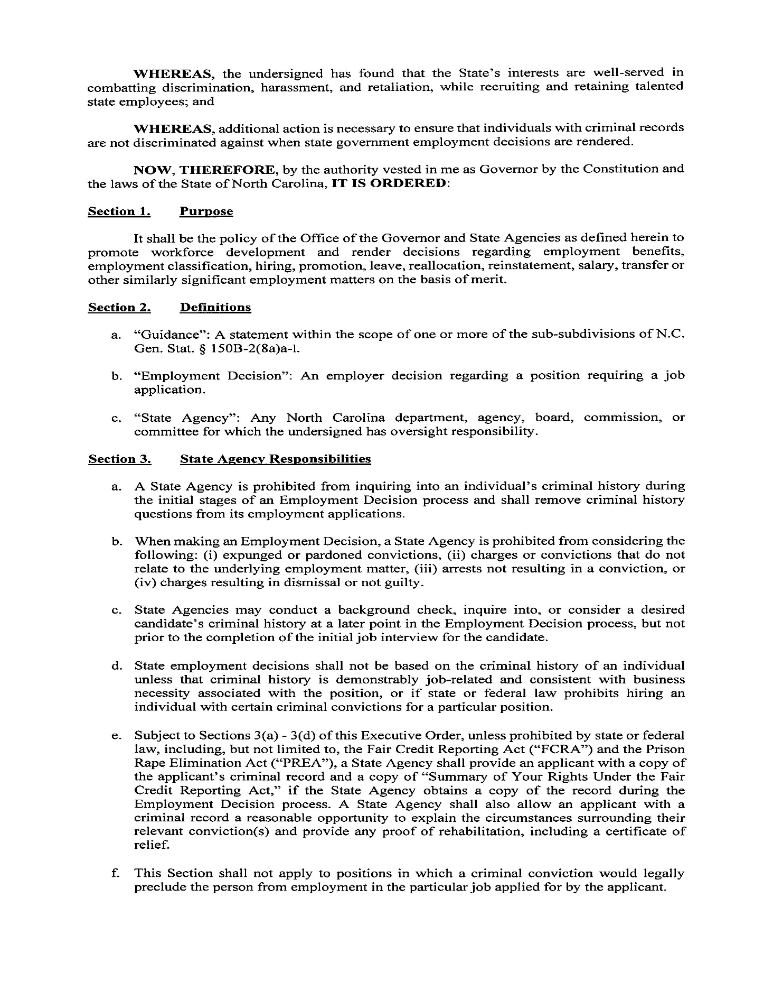 WHEREAS, the undersigned has found that the State's interests are well-served in
combatting discrimination, harassment, and retaliation, while recruiting and retaining talented
state employees; and
WHEREAS, additional action is necessary to ensure that individuals with criminal records
are not discriminated against when state government employment decisions are rendered.
NOW, THEREFORE, by the authority vested in me as Governor by the Constitution and
the laws of the State of North Carolina, IT IS ORDERED:
Section 1. Purpose
It shall be the policy of the Office of the Governor and State Agencies as defined herein to
promote workforce development and render decisions regarding employment benefits,
employment classification, hiring, promotion, leave, reallocation, reinstatement, salary, transfer or
other similarly significant employment matters on the basis of merit.
Section 2. Definitions
a. “Guidance”: A statement within the scope of one or more of the sub-subdivisions of N.C.
Gen. Stat. § 150B-2(8a)a-l.
b. “Employment Decision”: An employer decision regarding a position requiring a job
application.
c. “State Agency”: Any North Carolina department, agency, board, commission, or
committee for which the undersigned has oversight responsibility.
Section 3. State Agency Responsibilities
a. A State Agency is prohibited from inquiring into an individual's criminal history during
the initial stages of an Employment Decision process and shall remove criminal history
questions from its employment applications.
b. When making an Employment Decision, a State Agency is prohibited from considering the
following: (i) expunged or pardoned convictions, (ii) charges or convictions that do not
relate to the underlying employment matter, (iii) arrests not resulting in a conviction, or
(iv) charges resulting in dismissal or not guilty.
c. State Agencies may conduct a background check, inquire into, or consider a desired
candidate's criminal history at a later point in the Employment Decision process, but not
prior to the completion of the initial job interview for the candidate.
d. State employment decisions shall not be based on the criminal history of an individual
unless that criminal history is demonstrably job-related and consistent with business
necessity associated with the position, or if state or federal law prohibits hiring an
individual with certain criminal convictions for a particular position.
e. Subject to Sections 3(a) - 3(d) of this Executive Order, unless prohibited by state or federal
law, including, but not limited to, the Fair Credit Reporting Act (“FCRA”) and the Prison
Rape Elimination Act (“PREA”), a State Agency shall provide an applicant with a copy of
the applicant's criminal record and a copy of “Summary of Your Rights Under the Fair
Credit Reporting Act,” if the State Agency obtains a copy of the record during the
Employment Decision process. A State Agency shall also allow an applicant with a
criminal record a reasonable opportunity to explain the circumstances surrounding their
relevant conviction(s) and provide any proof of rehabilitation, including a certificate of
relief.
f. This Section shall not apply to positions in which a criminal conviction would legally
preclude the person from employment in the particular job applied for by the applicant.